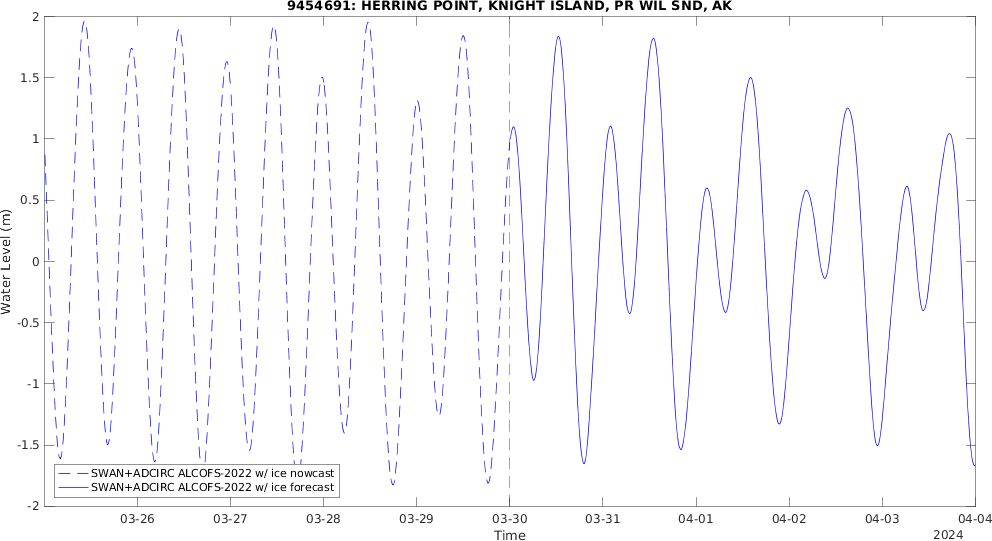 9454691: HERRING POINT, KNIGHT ISLAND, PR WIL SND, AK
2
1.5
1
0.5
0
-0.5
-1
-1.5
-2
Water Level (m)
SWAN+ADCIRC ALCOFS-2022 w/ ice nowcast
SWAN+ADCIRC ALCOFS-2022 w/ ice forecast
03-26 03-27 03-28 03-29 03-30 03-31 04-01 04-02 04-03 04-04
Time
2024